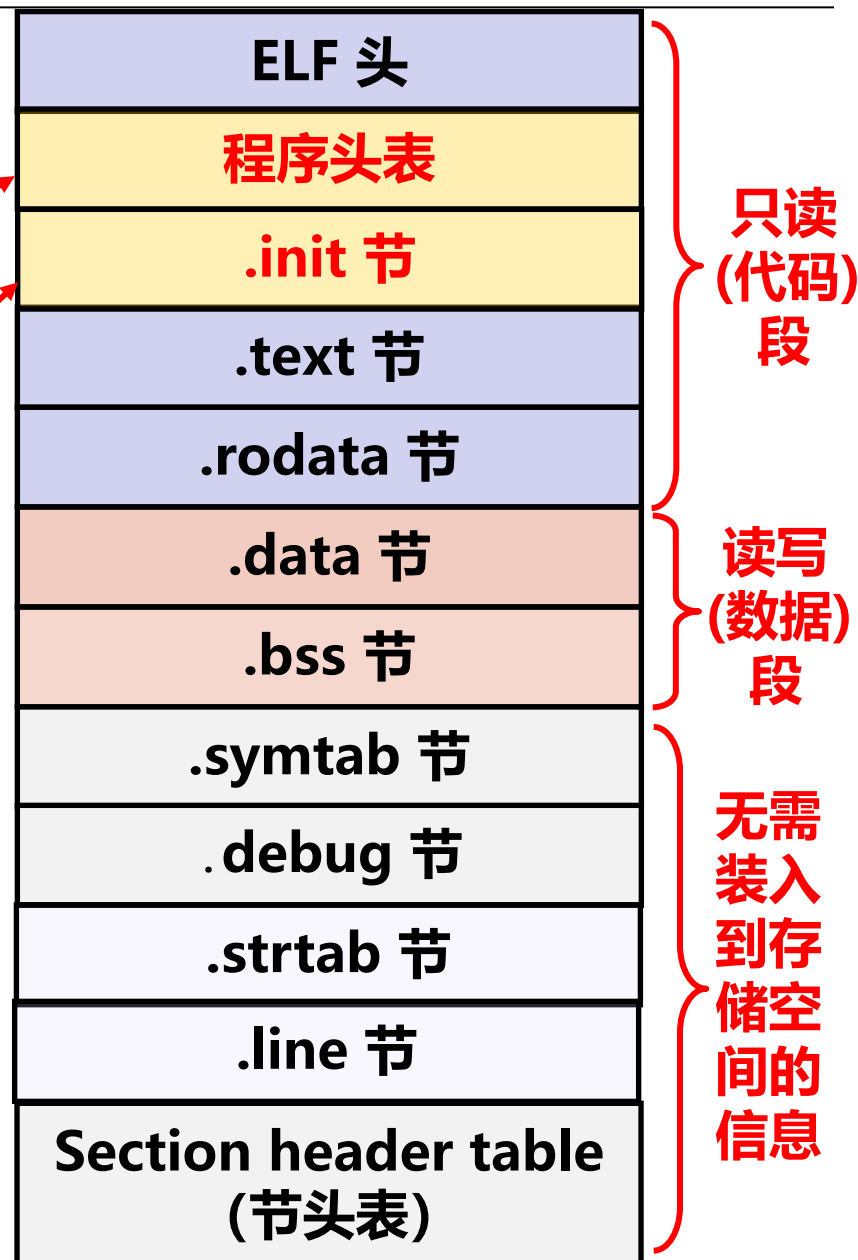 ELF 头
程序头表
.init 节
.text 节
.rodata 节
.data 节
.bss 节
.symtab 节
.debug 节
.strtab 节
.line 节
Section header table
(节头表)
只读
(代码)
段
读写
(数据)
段
无需
装入
到存
储空
间的
信息